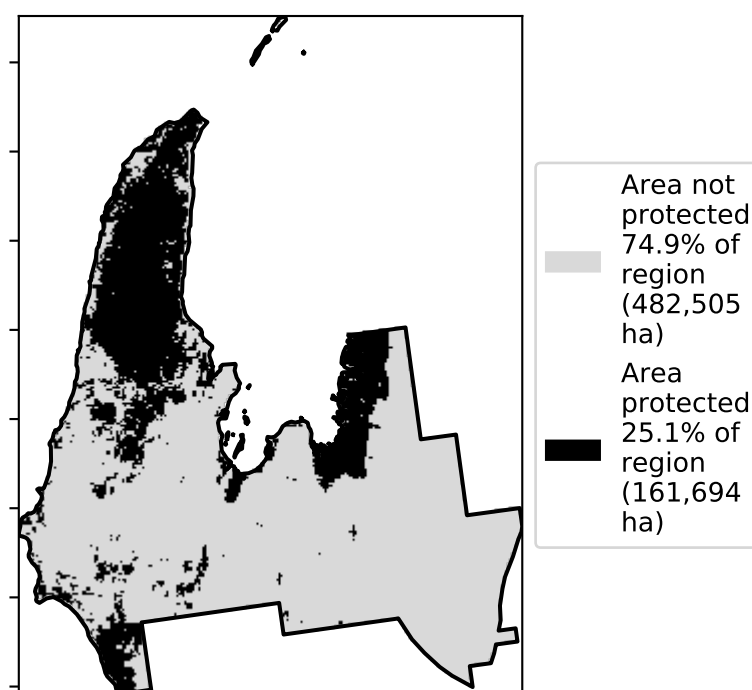 Area not
protected
74.9% of
region
(482,505
ha)
Area
protected
25.1% of
region
(161,694
ha)